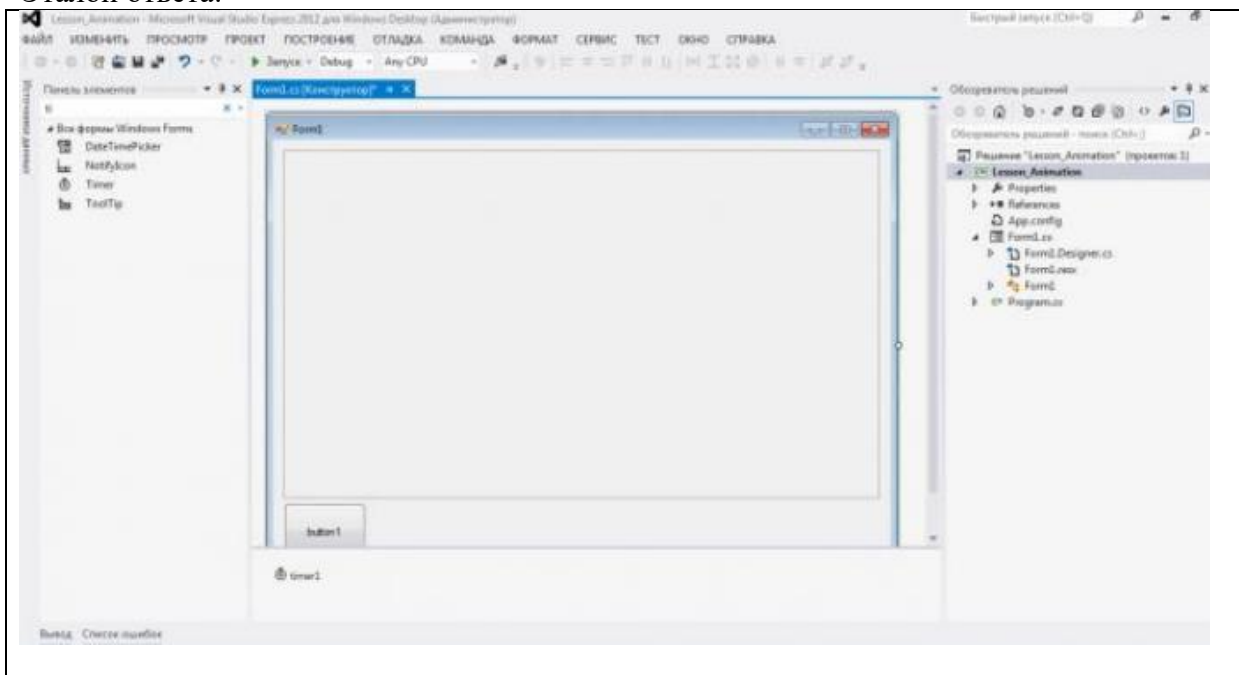 Эталон ответа:
Lesson_Animation - Microsoft Visual Studio Express 2012 для Windows Desktop (Администратор)
Быстрый запуск (Ctrl+Q)
ФАЙЛ ИЗМЕНИТЬ ПРОСМОТР ПРОЕКТ ПОСТРОЕНИЕ ОТЛАДКА КОМАНДА ФОРМАТ СЕРВИС ТЕСТ ОКНО СПРАВКА
Запуск Debug Any CPU
Панель элементов
Form1.cs [Конструктор]*
Обозреватель решений
ti
Все формы Windows Forms
DateTimePicker
NotifyIcon
Timer
ToolTip
Form1
button1
timer1
Обозреватель решений - поиск (Ctrl+;)
Решение "Lesson_Animation" (проектов: 1)
Lesson_Animation
Properties
References
App.config
Form1.cs
Form1.Designer.cs
Form1.resx
Form1
Program.cs
Вывод Список ошибок